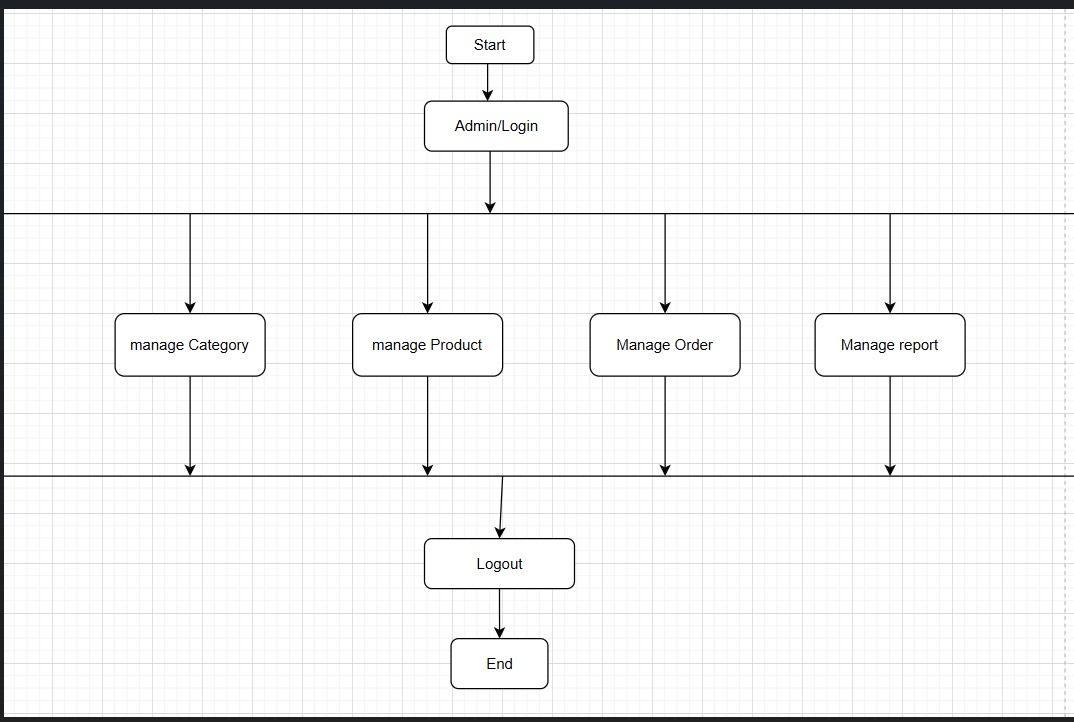 Start
Admin/Login
manage Category
manage Product
Manage Order
Manage report
Logout
End